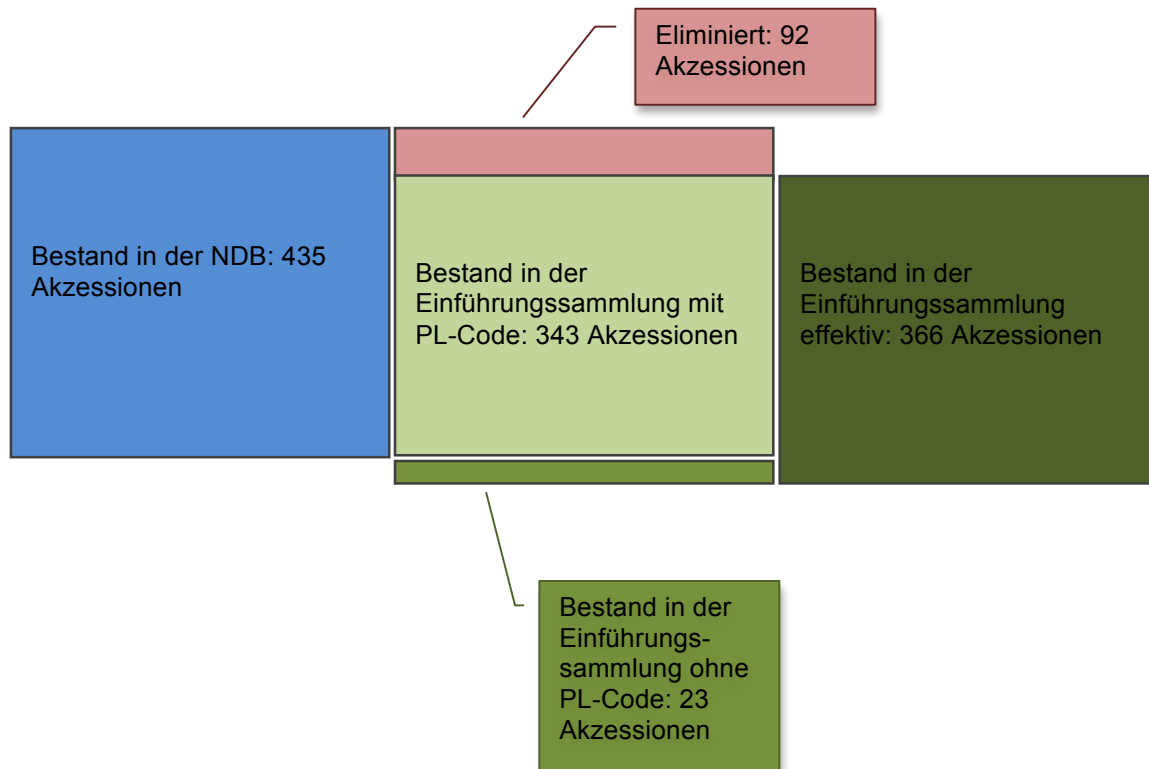 Eliminiert: 92
Akzessionen
Bestand in der NDB: 435
Akzessionen
Bestand in der
Einführungssammlung mit
PL-Code: 343 Akzessionen
Bestand in der
Einführungssammlung
effektiv: 366 Akzessionen
Bestand in der
Einführungs-
sammlung ohne
PL-Code: 23
Akzessionen